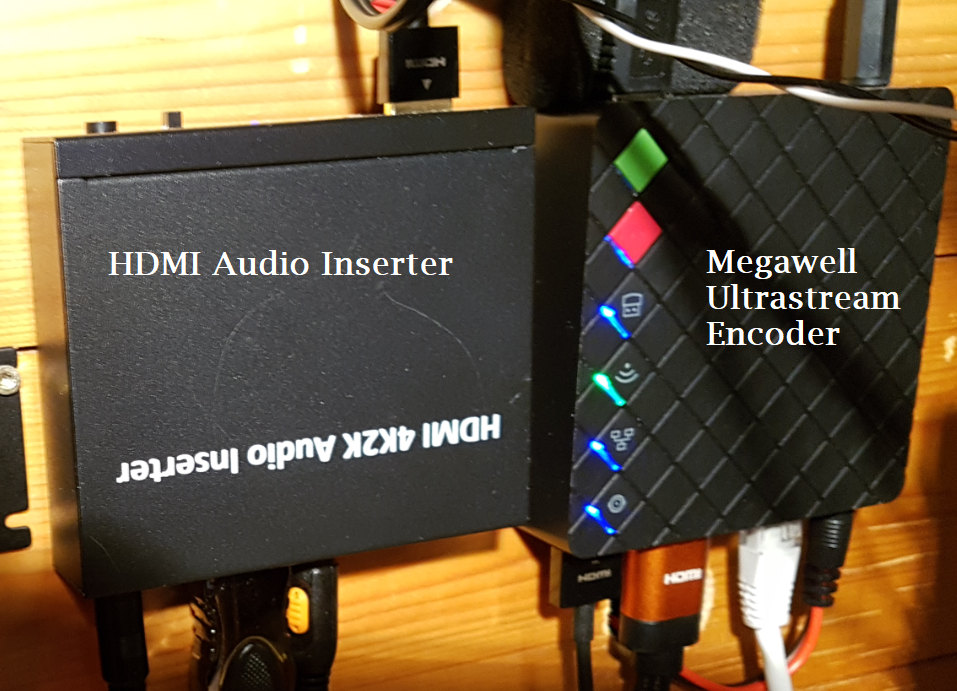 HDMI
HDMI Audio Inserter
Megawell
Ultrastream
Encoder
HDMI 4K2K Audio Inserter
HDMI
HDMI